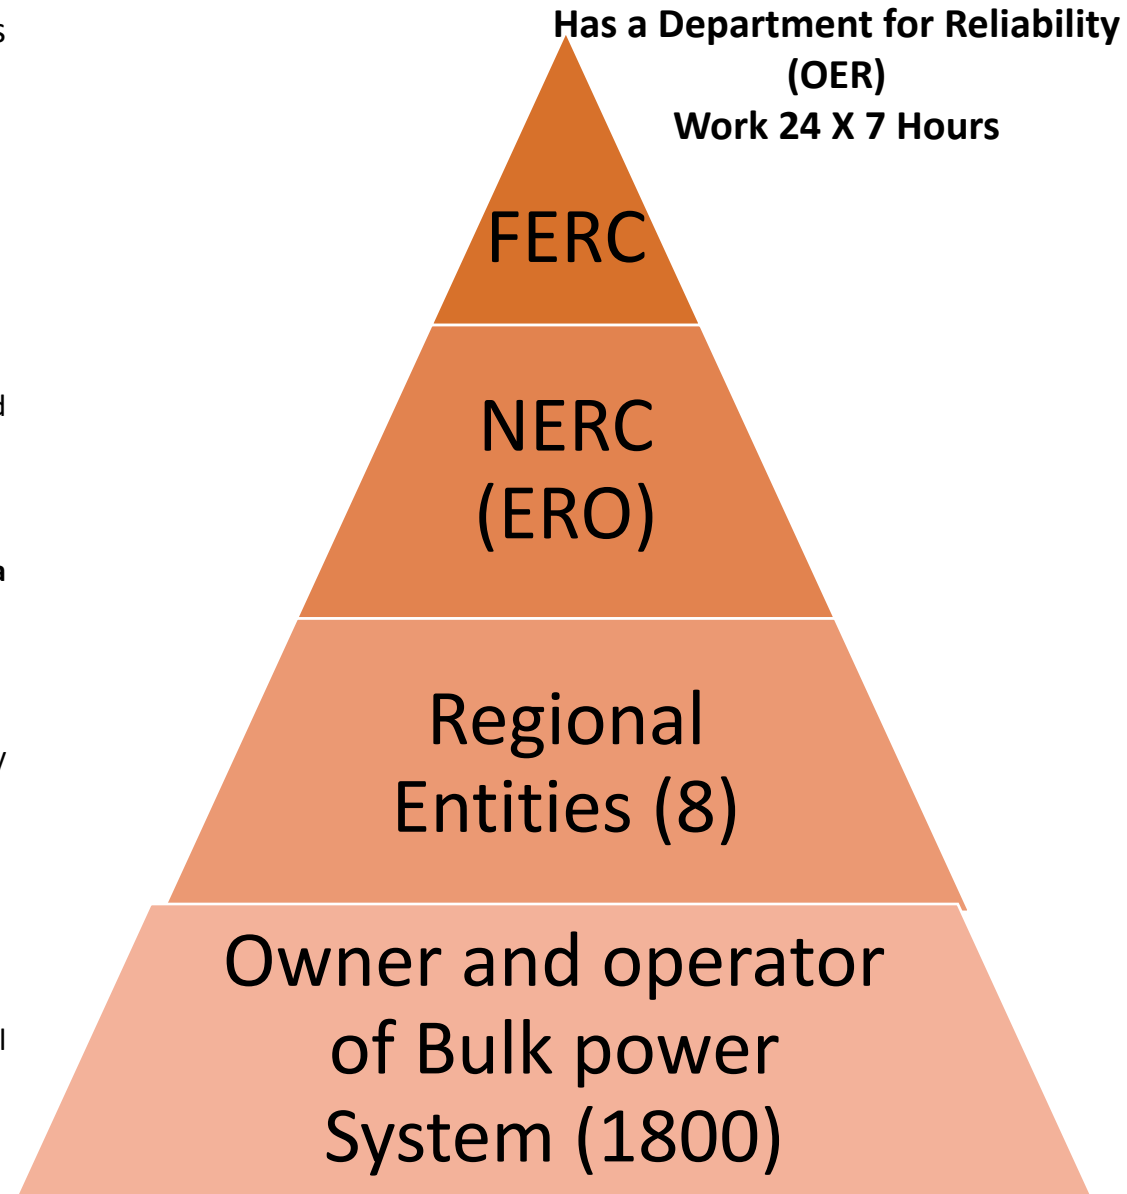 Has a Department for Reliability
(OER)
Work 24 X 7 Hours
FERC
NERC
(ERO)
Regional
Entities (8)
Owner and operator
of Bulk power
System (1800)